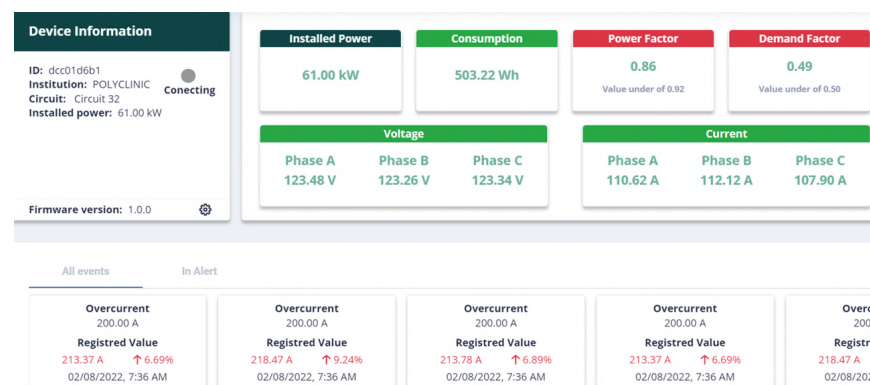 Device Information
ID: dcc01d6b1
Institution: POLYCLINIC
Circuit: Circuit 32
Installed power: 61.00 kW
Conecting
Firmware version: 1.0.0
Installed Power
61.00 kW
Consumption
503.22 Wh
Power Factor
0.86
Value under of 0.92
Demand Factor
0.49
Value under of 0.50
Voltage
Phase A Phase B Phase C
123.48 V 123.26 V 123.34 V
Current
Phase A Phase B Phase C
110.62 A 112.12 A 107.90 A
All events In Alert
Overcurrent
200.00 A
Registred Value
213.37 A ↑ 6.69%
02/08/2022, 7:36 AM
Overcurrent
200.00 A
Registred Value
218.47 A ↑ 9.24%
02/08/2022, 7:36 AM
Overcurrent
200.00 A
Registred Value
213.78 A ↑ 6.89%
02/08/2022, 7:36 AM
Overcurrent
200.00 A
Registred Value
213.37 A ↑ 6.69%
02/08/2022, 7:36 AM
Overc
200
Registr
218.47 A
02/08/202